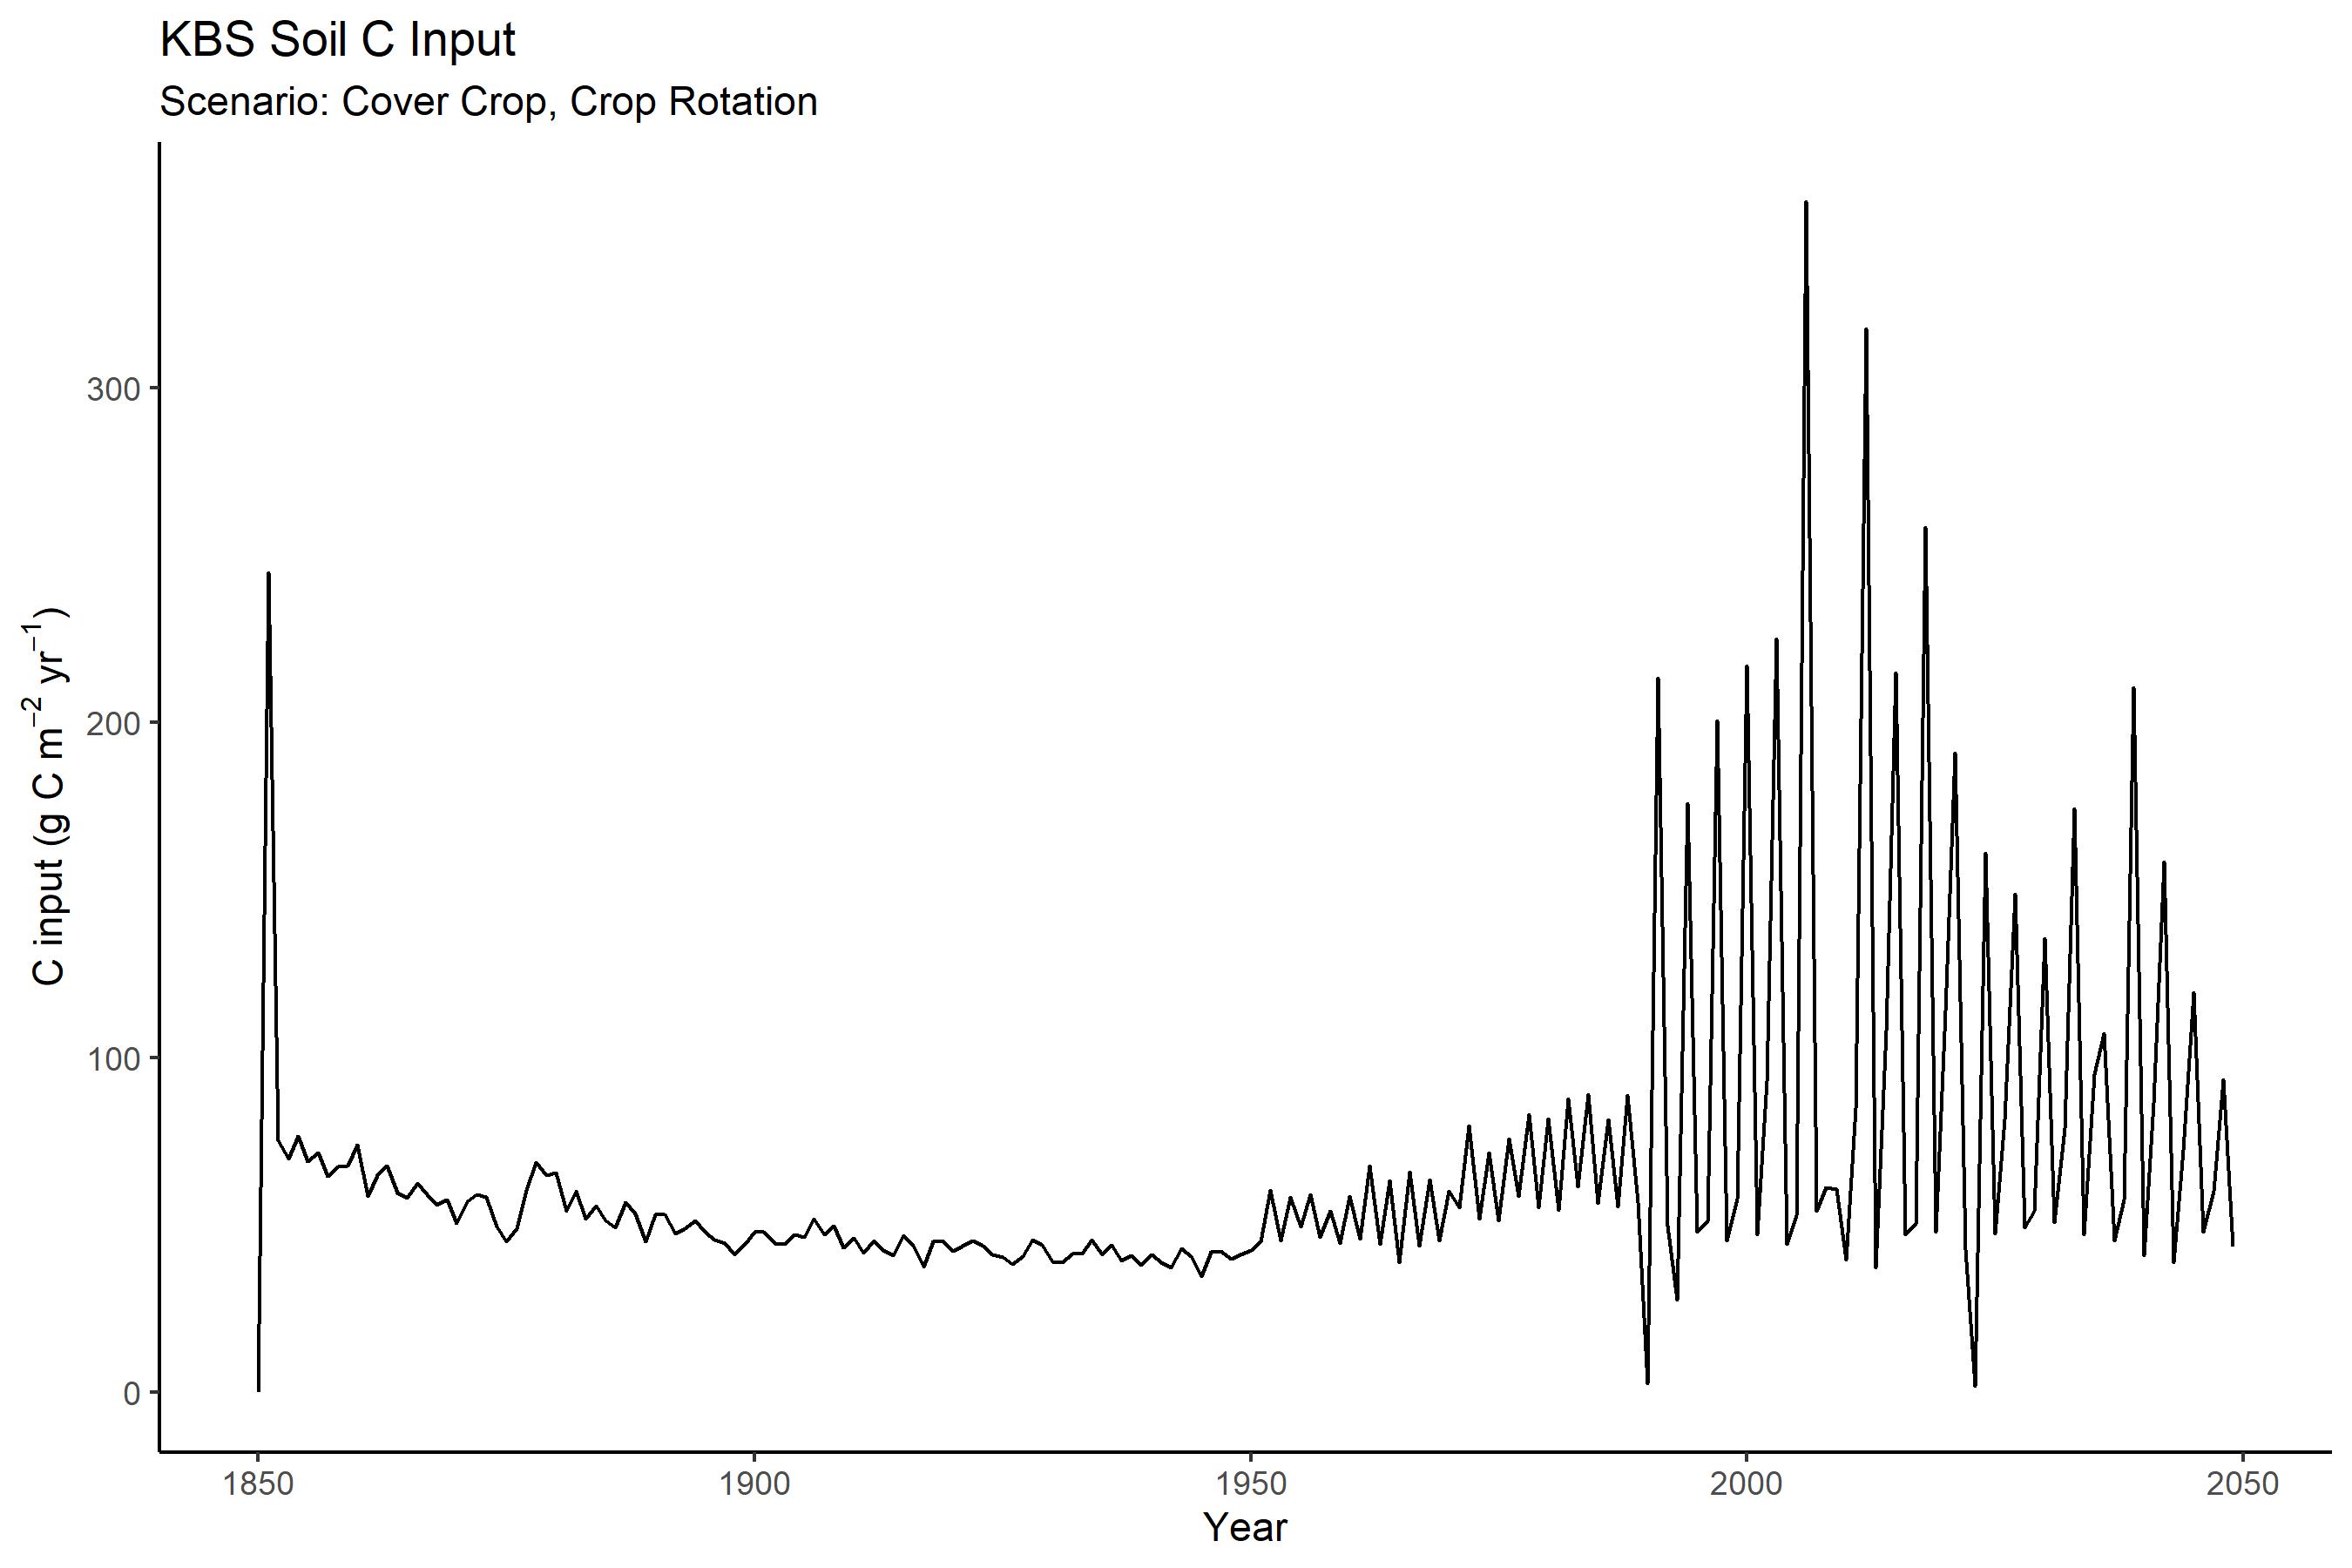 KBS Soil C Input
Scenario: Cover Crop, Crop Rotation
C input (g C m⁻² yr⁻¹)
300
200
100
0
1850 1900 1950 2000 2050
Year